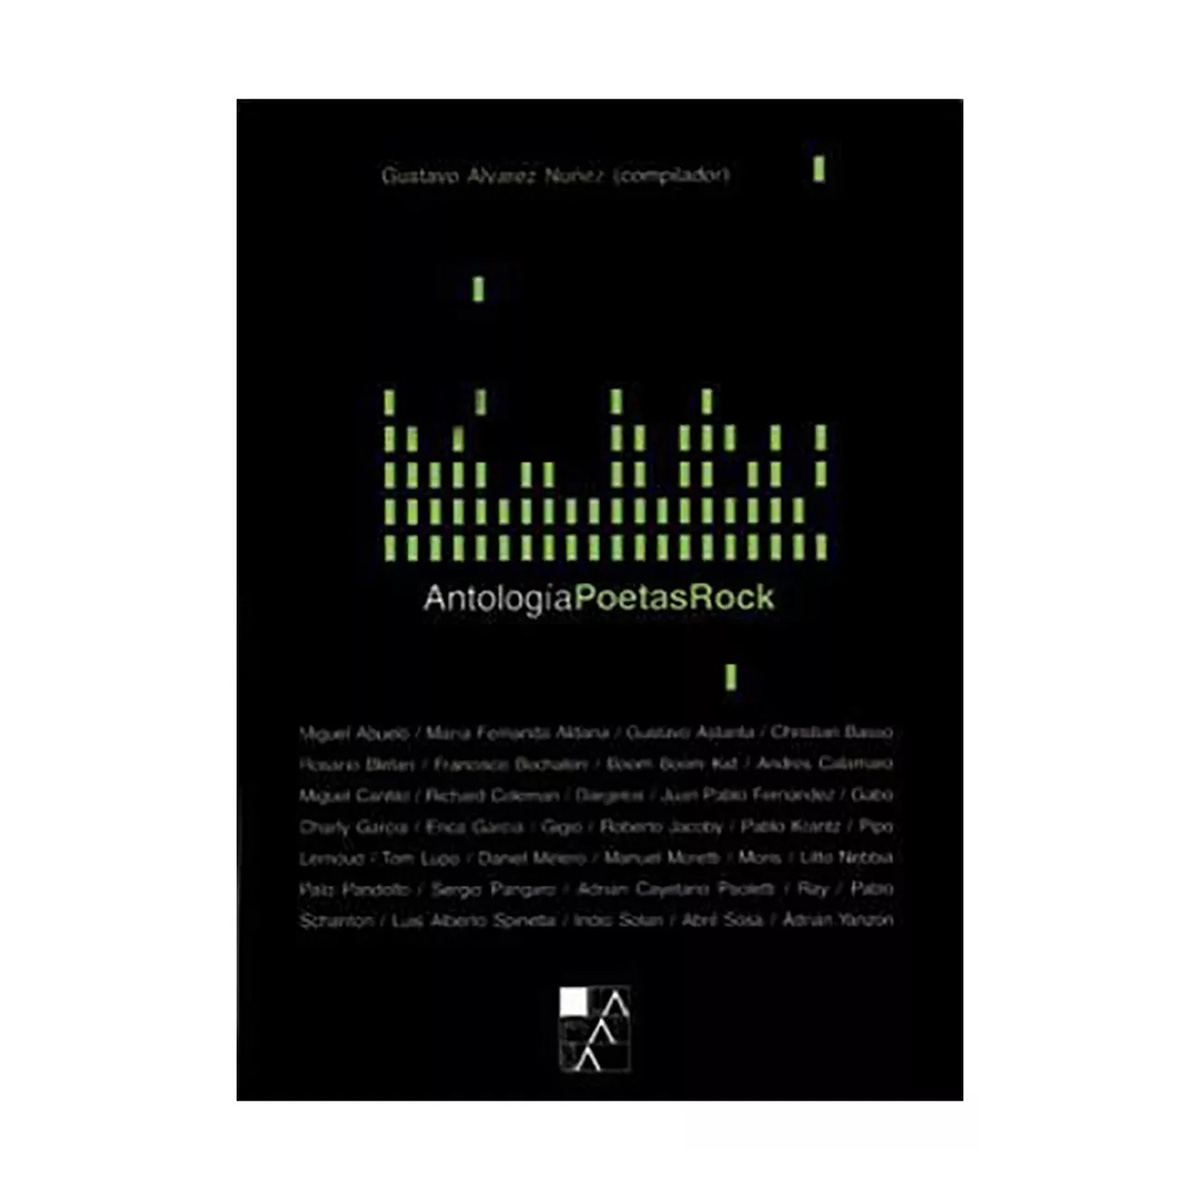 Gustavo Alvarez Nuñez (compilador)
AntologíaPoetasRock
Miguel Abuelo / María Fernanda Aldana / Gustavo Astarita / Christian Basso
Rosario Bléfari / Francisco Bochatón / Boom Boom Kid / Andrés Calamaro
Miguel Cantilo / Richard Coleman / Dargelos / Juan Pablo Fernández / Gabo
Charly García / Erica García / Gigio / Roberto Jacoby / Pablo Krantz / Pipo
Lernoud / Tom Lupo / Daniel Melero / Manuel Moretti / Moris / Litto Nebbia
Palo Pandolfo / Sergio Pángaro / Adrián Cayetano Paoletti / Ray / Pablo
Schanton / Luis Alberto Spinetta / Indio Solari / Abril Sosa / Adrián Yanzón